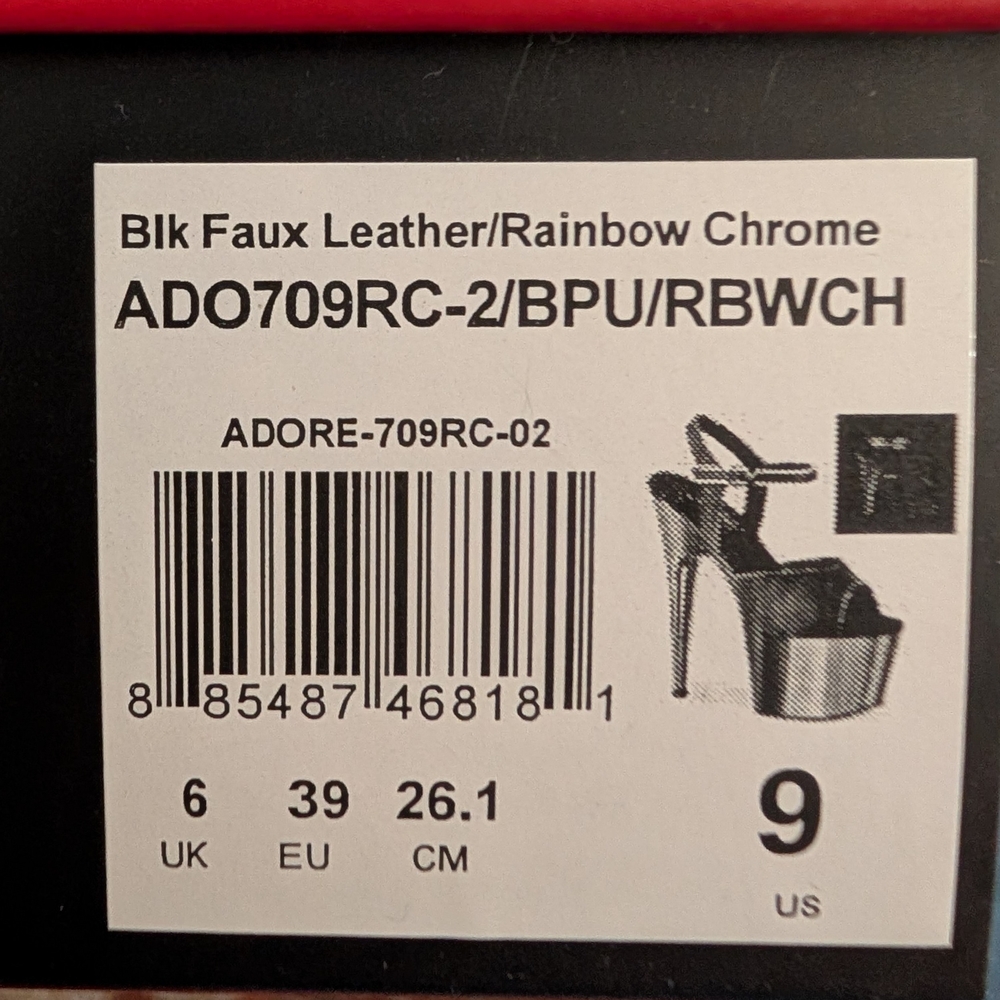 Blk Faux Leather/Rainbow Chrome
ADO709RC-2/BPU/RBWCH
ADORE-709RC-02
8 85487 46818 1
6 39 26.1 9
UK EU CM US